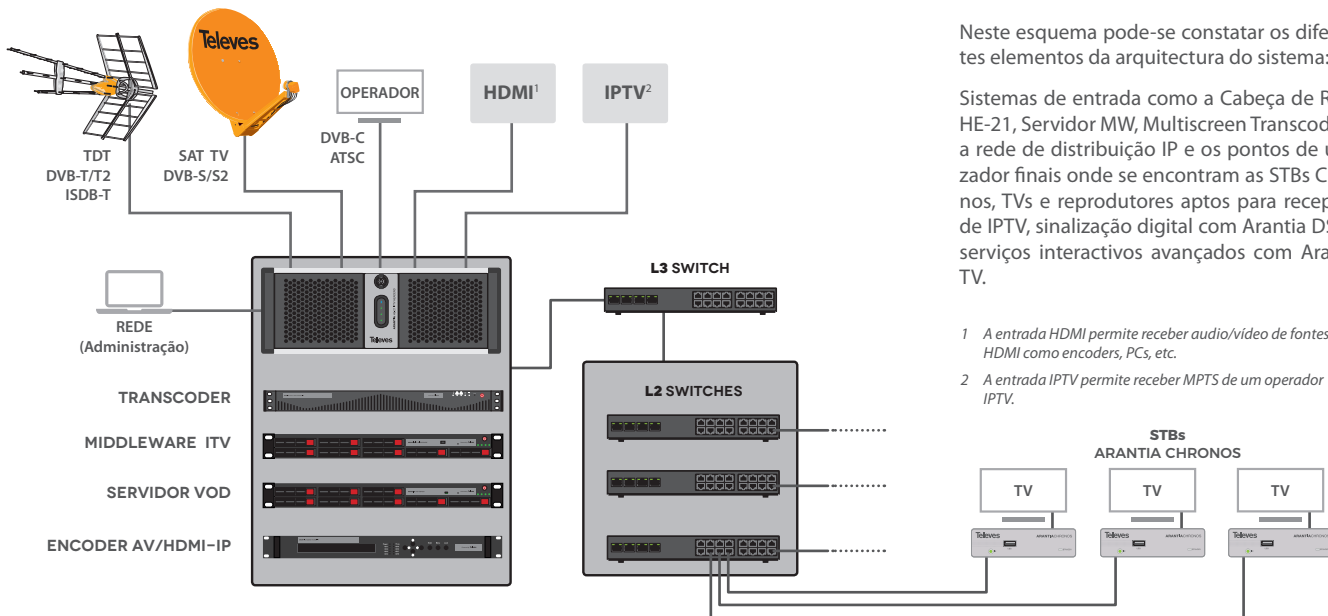 Televes
OPERADOR
HDMI1
IPTV2
TDT
DVB-T/T2
ISDB-T
SAT TV
DVB-S/S2
DVB-C
ATSC
REDE
(Administração)
Televes
TRANSCODER
MIDDLEWARE ITV
SERVIDOR VOD
ENCODER AV/HDMI-IP
L3 SWITCH
L2 SWITCHES
Neste esquema pode-se constatar os dife
tes elementos da arquitectura do sistema:
Sistemas de entrada como a Cabeça de R
HE-21, Servidor MW, Multiscreen Transcod
a rede de distribuição IP e os pontos de u
zador finais onde se encontram as STBs C
nos, TVs e reprodutores aptos para recep
de IPTV, sinalização digital com Arantia DS
serviços interactivos avançados com Ara
TV.
1 A entrada HDMI permite receber audio/vídeo de fontes
HDMI como encoders, PCs, etc.
2 A entrada IPTV permite receber MPTS de um operador
IPTV.
STBs
ARANTIA CHRONOS
TV
TV
TV
Televes
ARANTIACHRONOS
Televes
ARANTIACHRONOS
Televes
ARANTIACHRONOS